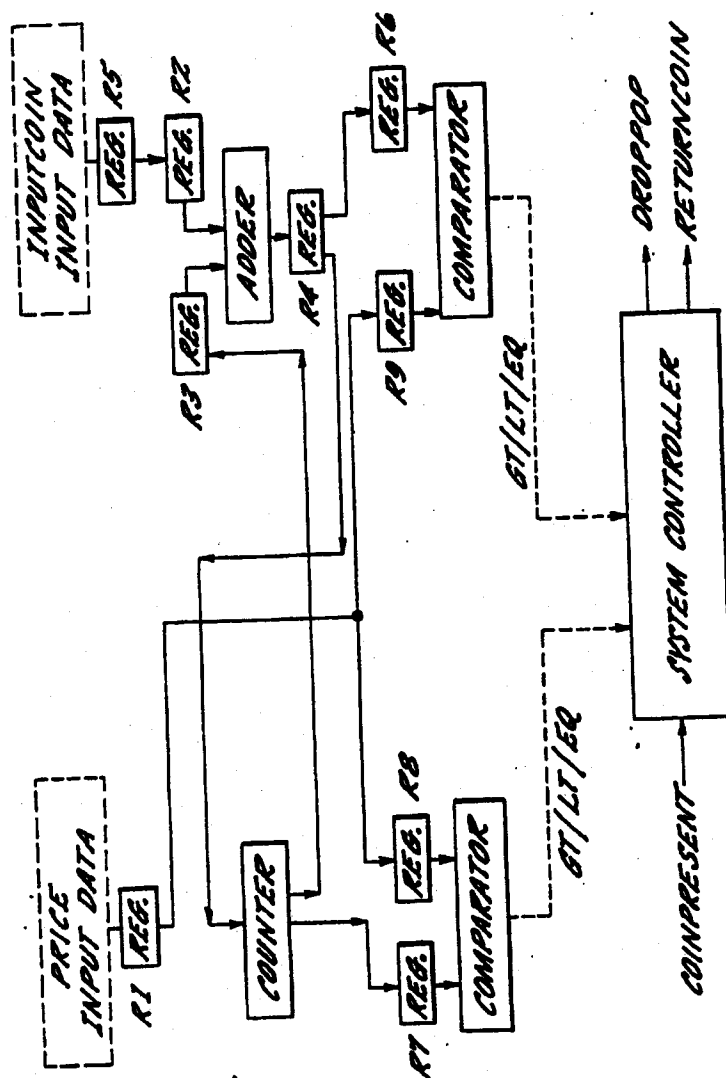 PRICE
INPUT DATA
REG.
R1
COUNTER
R7
REG.
REG.
R8
COMPARATOR
GT/LT/EQ
INPUTCOIN
INPUT DATA
REG.
R5
REG.
R2
R3
REG.
ADDER
REG.
R4
REG.
R6
REG.
R9
COMPARATOR
GT/LT/EQ
COINPRESENT
SYSTEM CONTROLLER
DROPPOP
RETURNCOIN